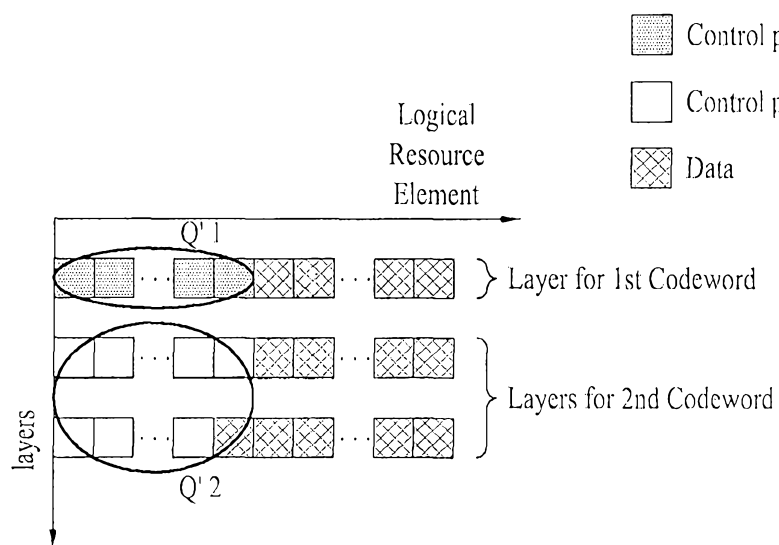 Control p
Control p
Data
Logical
Resource
Element
Q' 1
Layer for 1st Codeword
Layers for 2nd Codeword
layers
Q' 2